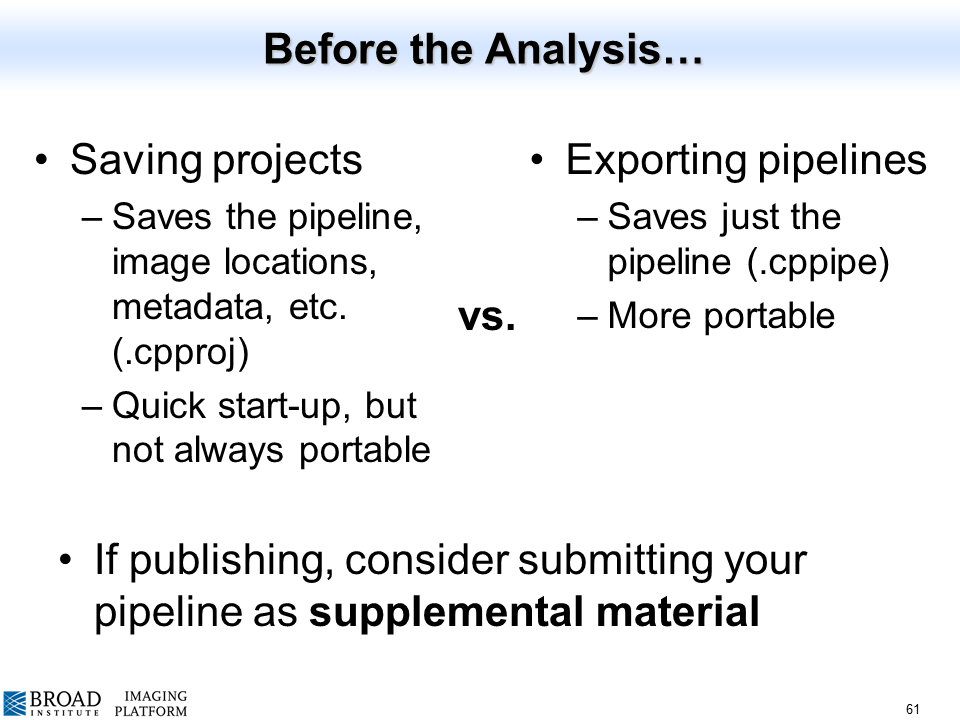 Before the Analysis…
• Saving projects
– Saves the pipeline,
image locations,
metadata, etc.
(.cpproj)
– Quick start-up, but
not always portable
vs.
• Exporting pipelines
– Saves just the
pipeline (.cppipe)
– More portable
• If publishing, consider submitting your
pipeline as supplemental material
BROAD
INSTITUTE
IMAGING
PLATFORM
61